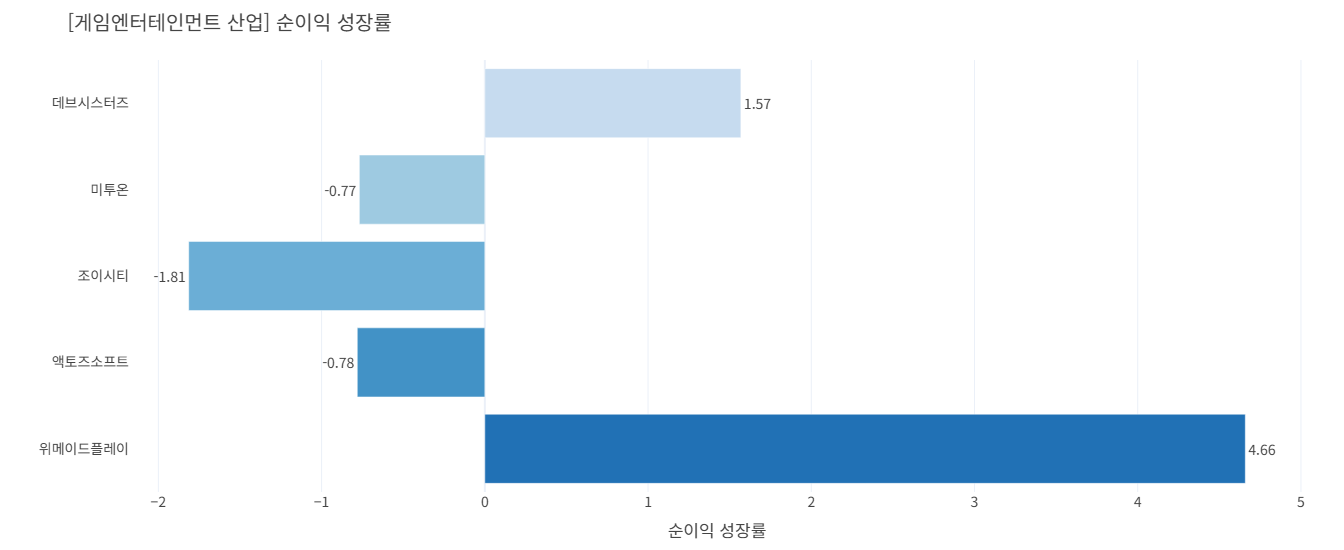 [게임엔터테인먼트 산업] 순이익 성장률
데브시스터즈
1.57
미투온
-0.77
조이시티
-1.81
액토즈소프트
-0.78
위메이드플레이
4.66
−2
−1
0
1
2
3
4
5
순이익 성장률